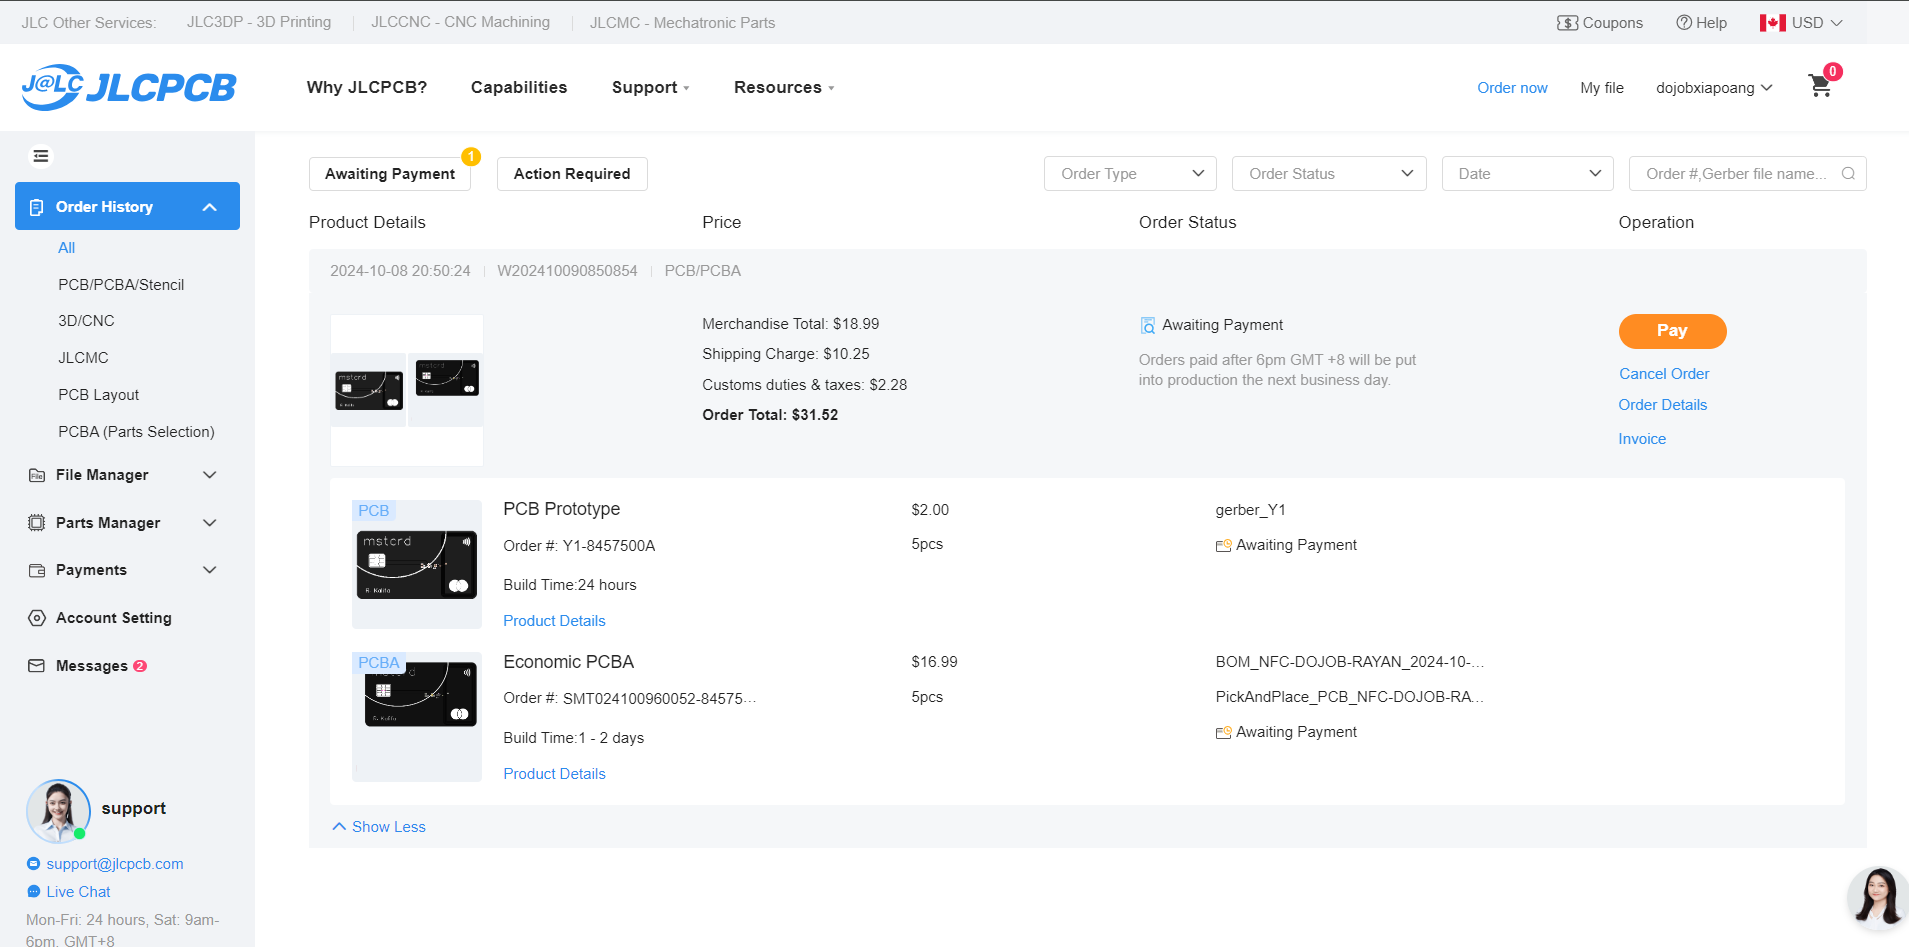 JLC Other Services: JLC3DP - 3D Printing JLCCNC - CNC Machining JLCMC - Mechatronic Parts Coupons Help USD
J@LC JLCPCB Why JLCPCB? Capabilities Support Resources Order now My file dojobxiapoang 0
Order History
All
PCB/PCBA/Stencil
3D/CNC
JLCMC
PCB Layout
PCBA (Parts Selection)
File Manager
Parts Manager
Payments
Account Setting
Messages 2
support
support@jlcpcb.com
Live Chat
Mon-Fri: 24 hours, Sat: 9am-
6pm, GMT+8
Awaiting Payment 1 Action Required Order Type Order Status Date Order #,Gerber file name...
Product Details Price Order Status Operation
2024-10-08 20:50:24 W202410090850854 PCB/PCBA
mstcrd
R. Kalita
Merchandise Total: $18.99
Shipping Charge: $10.25
Customs duties & taxes: $2.28
Order Total: $31.52
Awaiting Payment
Orders paid after 6pm GMT +8 will be put
into production the next business day.
Pay
Cancel Order
Order Details
Invoice
PCB
mstcrd
R. Kalita
PCB Prototype $2.00 gerber_Y1
Order #: Y1-8457500A 5pcs Awaiting Payment
Build Time:24 hours
Product Details
PCBA
R. Kalita
Economic PCBA $16.99 BOM_NFC-DOJOB-RAYAN_2024-10-...
Order #: SMT024100960052-84575... 5pcs PickAndPlace_PCB_NFC-DOJOB-RA...
Build Time:1 - 2 days Awaiting Payment
Product Details
Show Less